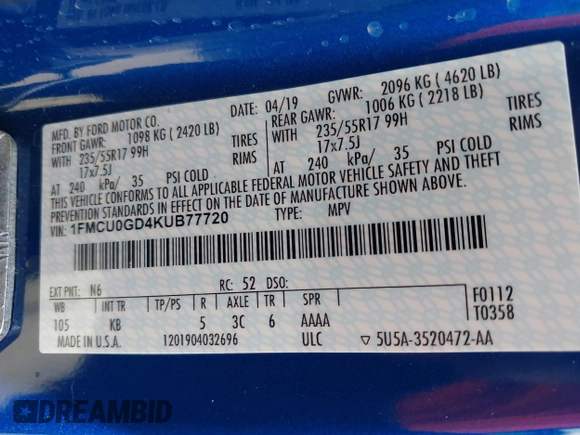 MFD. BY FORD MOTOR CO.
DATE: 04/19 GVWR: 2096 KG ( 4620 LB)
FRONT GAWR: 1098 KG ( 2420 LB)
REAR GAWR: 1006 KG ( 2218 LB)
WITH 235/55R17 99H TIRES
WITH 235/55R17 99H TIRES
17x7.5J RIMS
17x7.5J RIMS
AT 240 kPa/ 35 PSI COLD
AT 240 kPa/ 35 PSI COLD
THIS VEHICLE CONFORMS TO ALL APPLICABLE FEDERAL MOTOR VEHICLE SAFETY AND THEFT
PREVENTION STANDARDS IN EFFECT ON THE DATE OF MANUFACTURE SHOWN ABOVE.
VIN: 1FMCU0GD4KUB77720 TYPE: MPV
EXT PNT: N6 RC: 52 DSO:
F0112
WB INT TR TP/PS R AXLE TR SPR
T0358
105 KB 5 3C 6 AAAA
MADE IN U.S.A. 1201904032696 ULC ▽ 5U5A-3520472-AA
DREAMBID